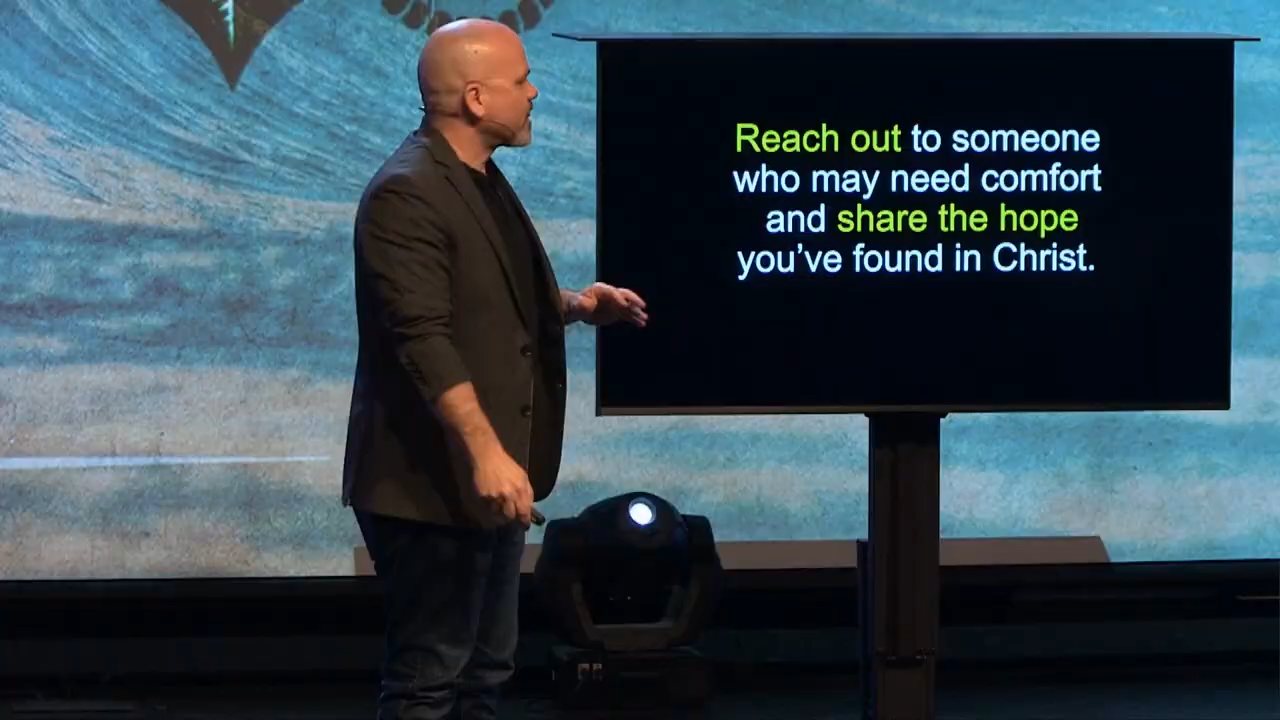 Reach out to someone
who may need comfort
and share the hope
you’ve found in Christ.